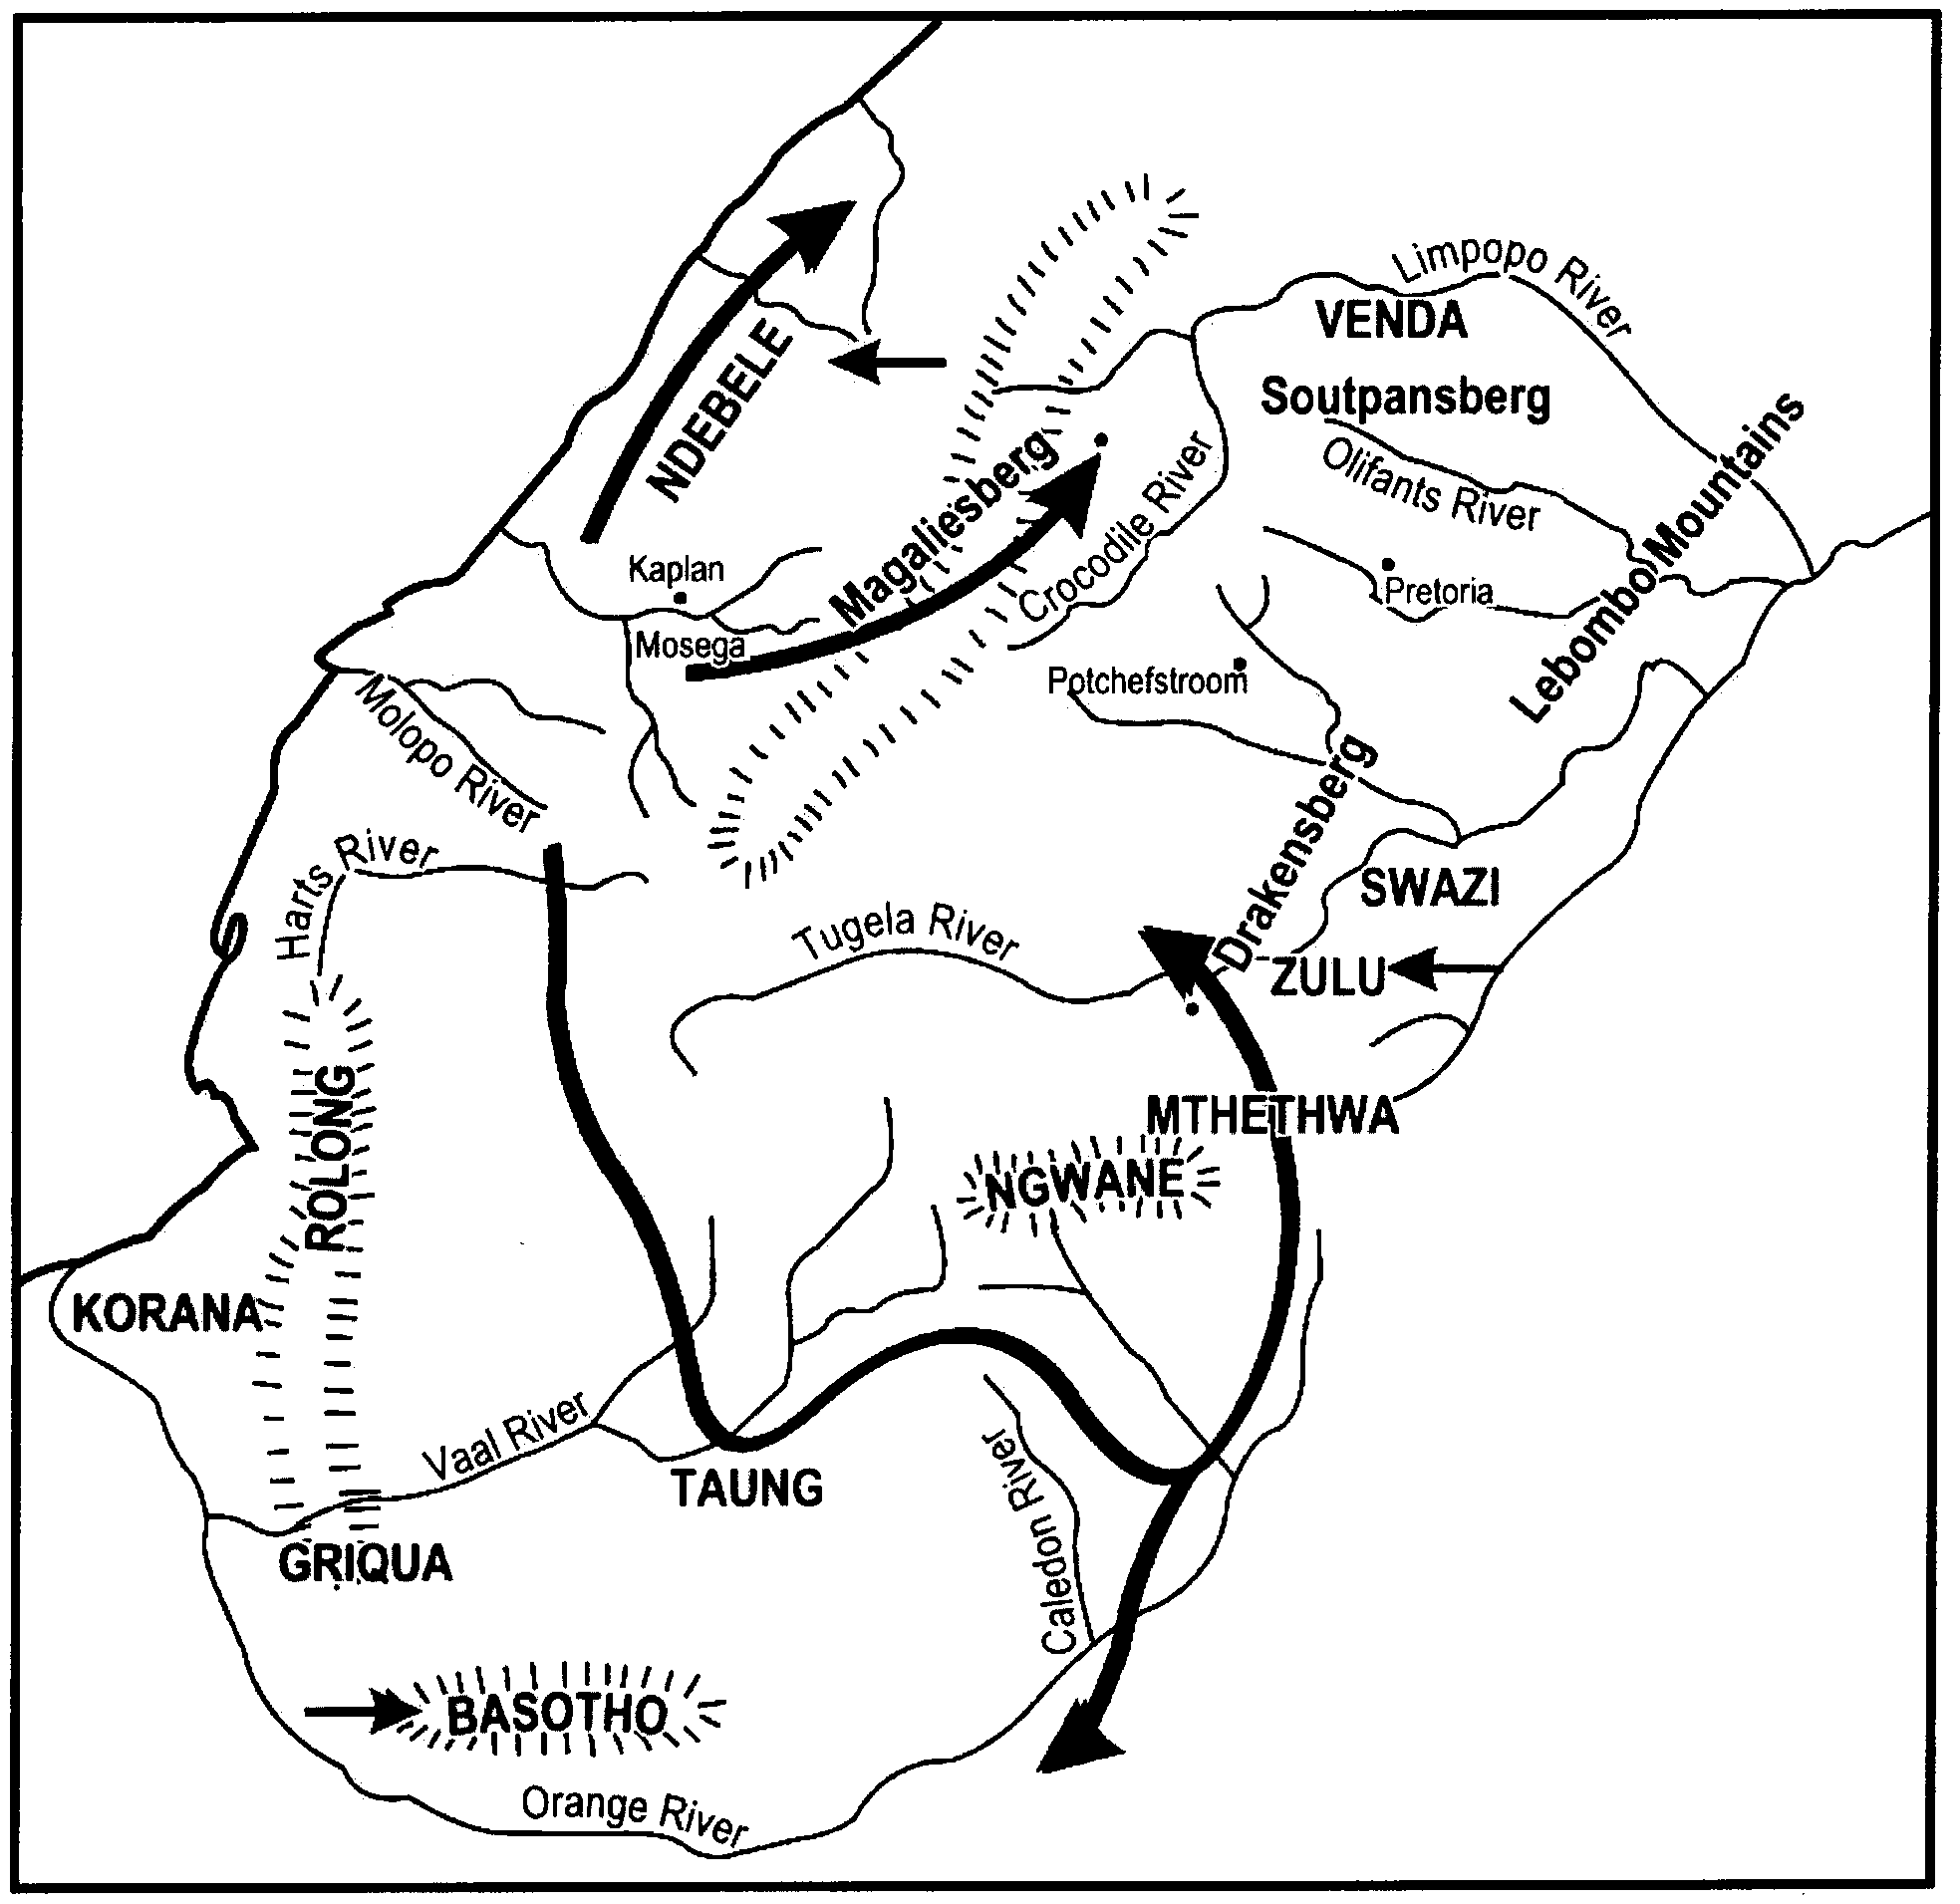 Limpopo River
VENDA
NDEBELE
Soutpansberg
Olifants River
Magaliesberg
Crocodile River
Lebombo Mountains
Kaplan
Pretoria
Mosega
Potchefstroom
Molopo River
Harts River
Drakensberg
SWAZI
Tugela River
ZULU
ROLONG
MTHETHWA
NGWANE
KORANA
Vaal River
TAUNG
Caledon River
GRIQUA
BASOTHO
Orange River